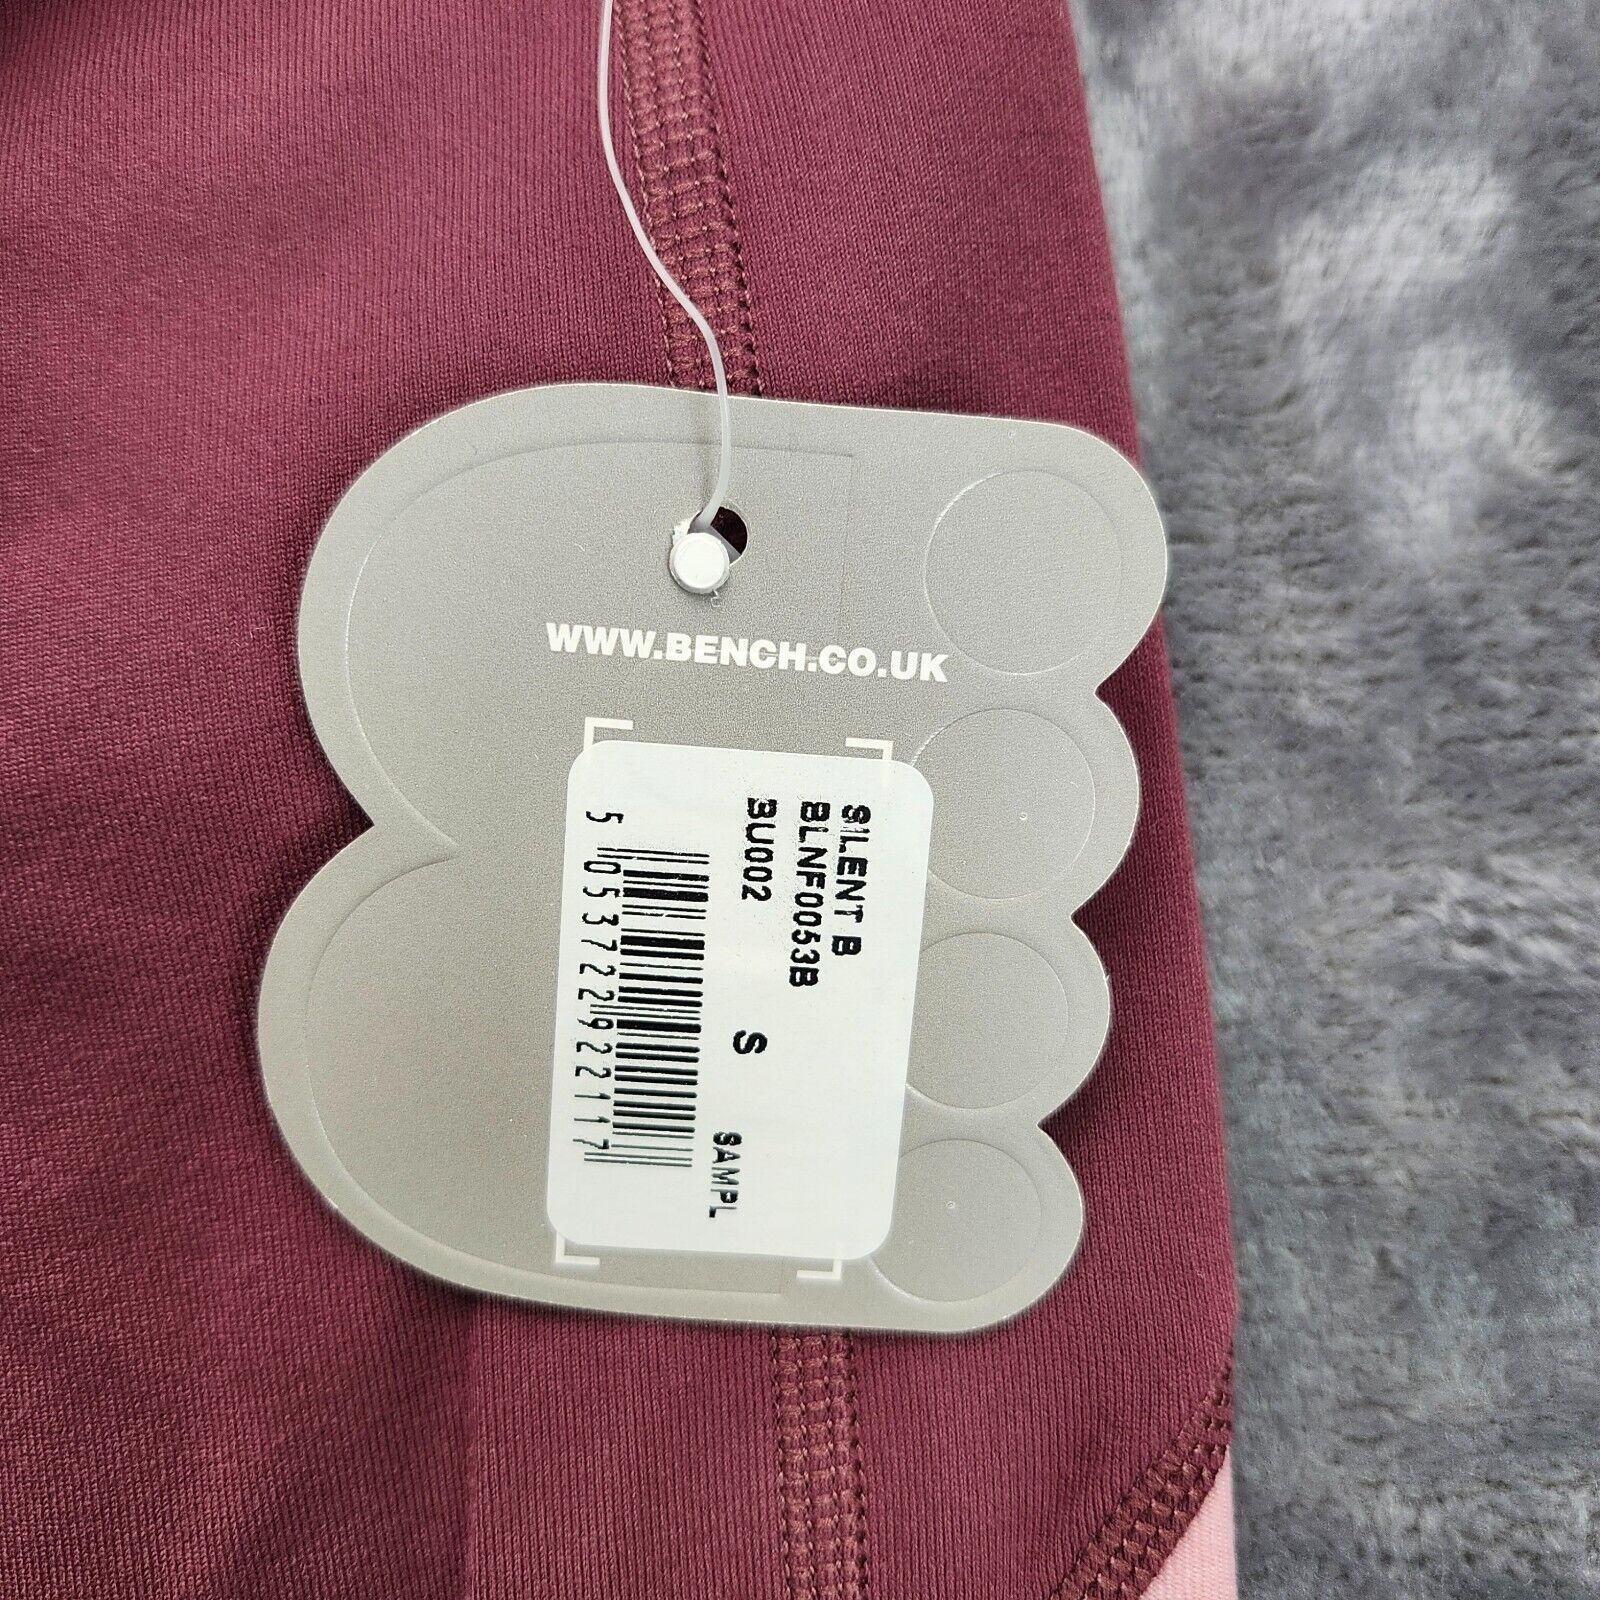 WWW.BENCH.CO.UK
SILENT B
BLNF0053B
BU002 S
SAMPL
5 053722 922117